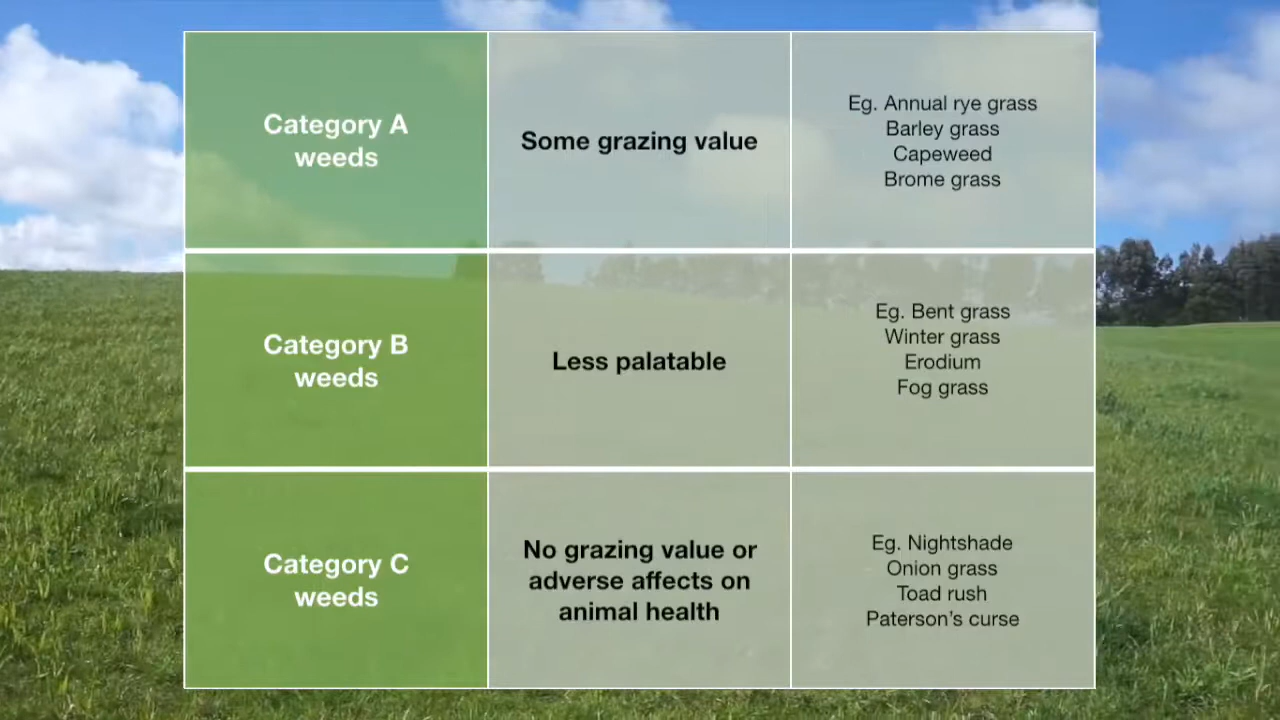 Category A
weeds
Some grazing value
Eg. Annual rye grass
Barley grass
Capeweed
Brome grass
Category B
weeds
Less palatable
Eg. Bent grass
Winter grass
Erodium
Fog grass
Category C
weeds
No grazing value or
adverse affects on
animal health
Eg. Nightshade
Onion grass
Toad rush
Paterson's curse